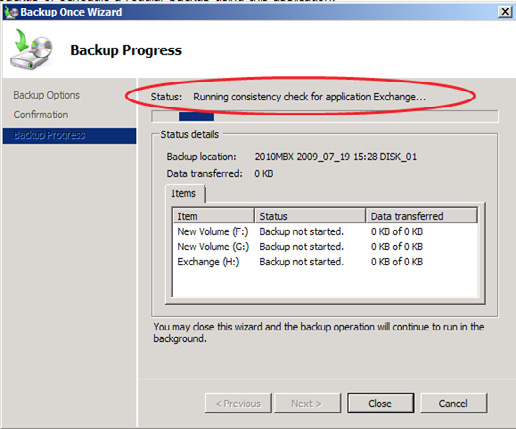 Backup Once Wizard
Backup Progress
Backup Options
Confirmation
Backup Progress
Status: Running consistency check for application Exchange...
Status details
Backup location: 2010MBX 2009_07_19 15:28 DISK_01
Data transferred: 0 KB
Items
Item Status Data transferred
New Volume (F:) Backup not started. 0 KB of 0 KB
New Volume (G:) Backup not started. 0 KB of 0 KB
Exchange (H:) Backup not started. 0 KB of 0 KB
You may close this wizard and the backup operation will continue to run in the
background.
< Previous Next > Close Cancel